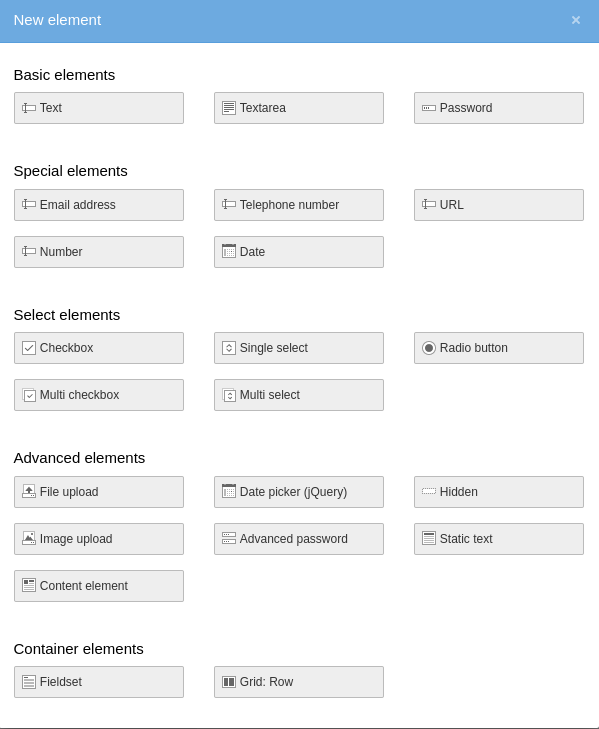 New element ×
Basic elements
Text Textarea Password
Special elements
Email address Telephone number URL
Number Date
Select elements
Checkbox Single select Radio button
Multi checkbox Multi select
Advanced elements
File upload Date picker (jQuery) Hidden
Image upload Advanced password Static text
Content element
Container elements
Fieldset Grid: Row